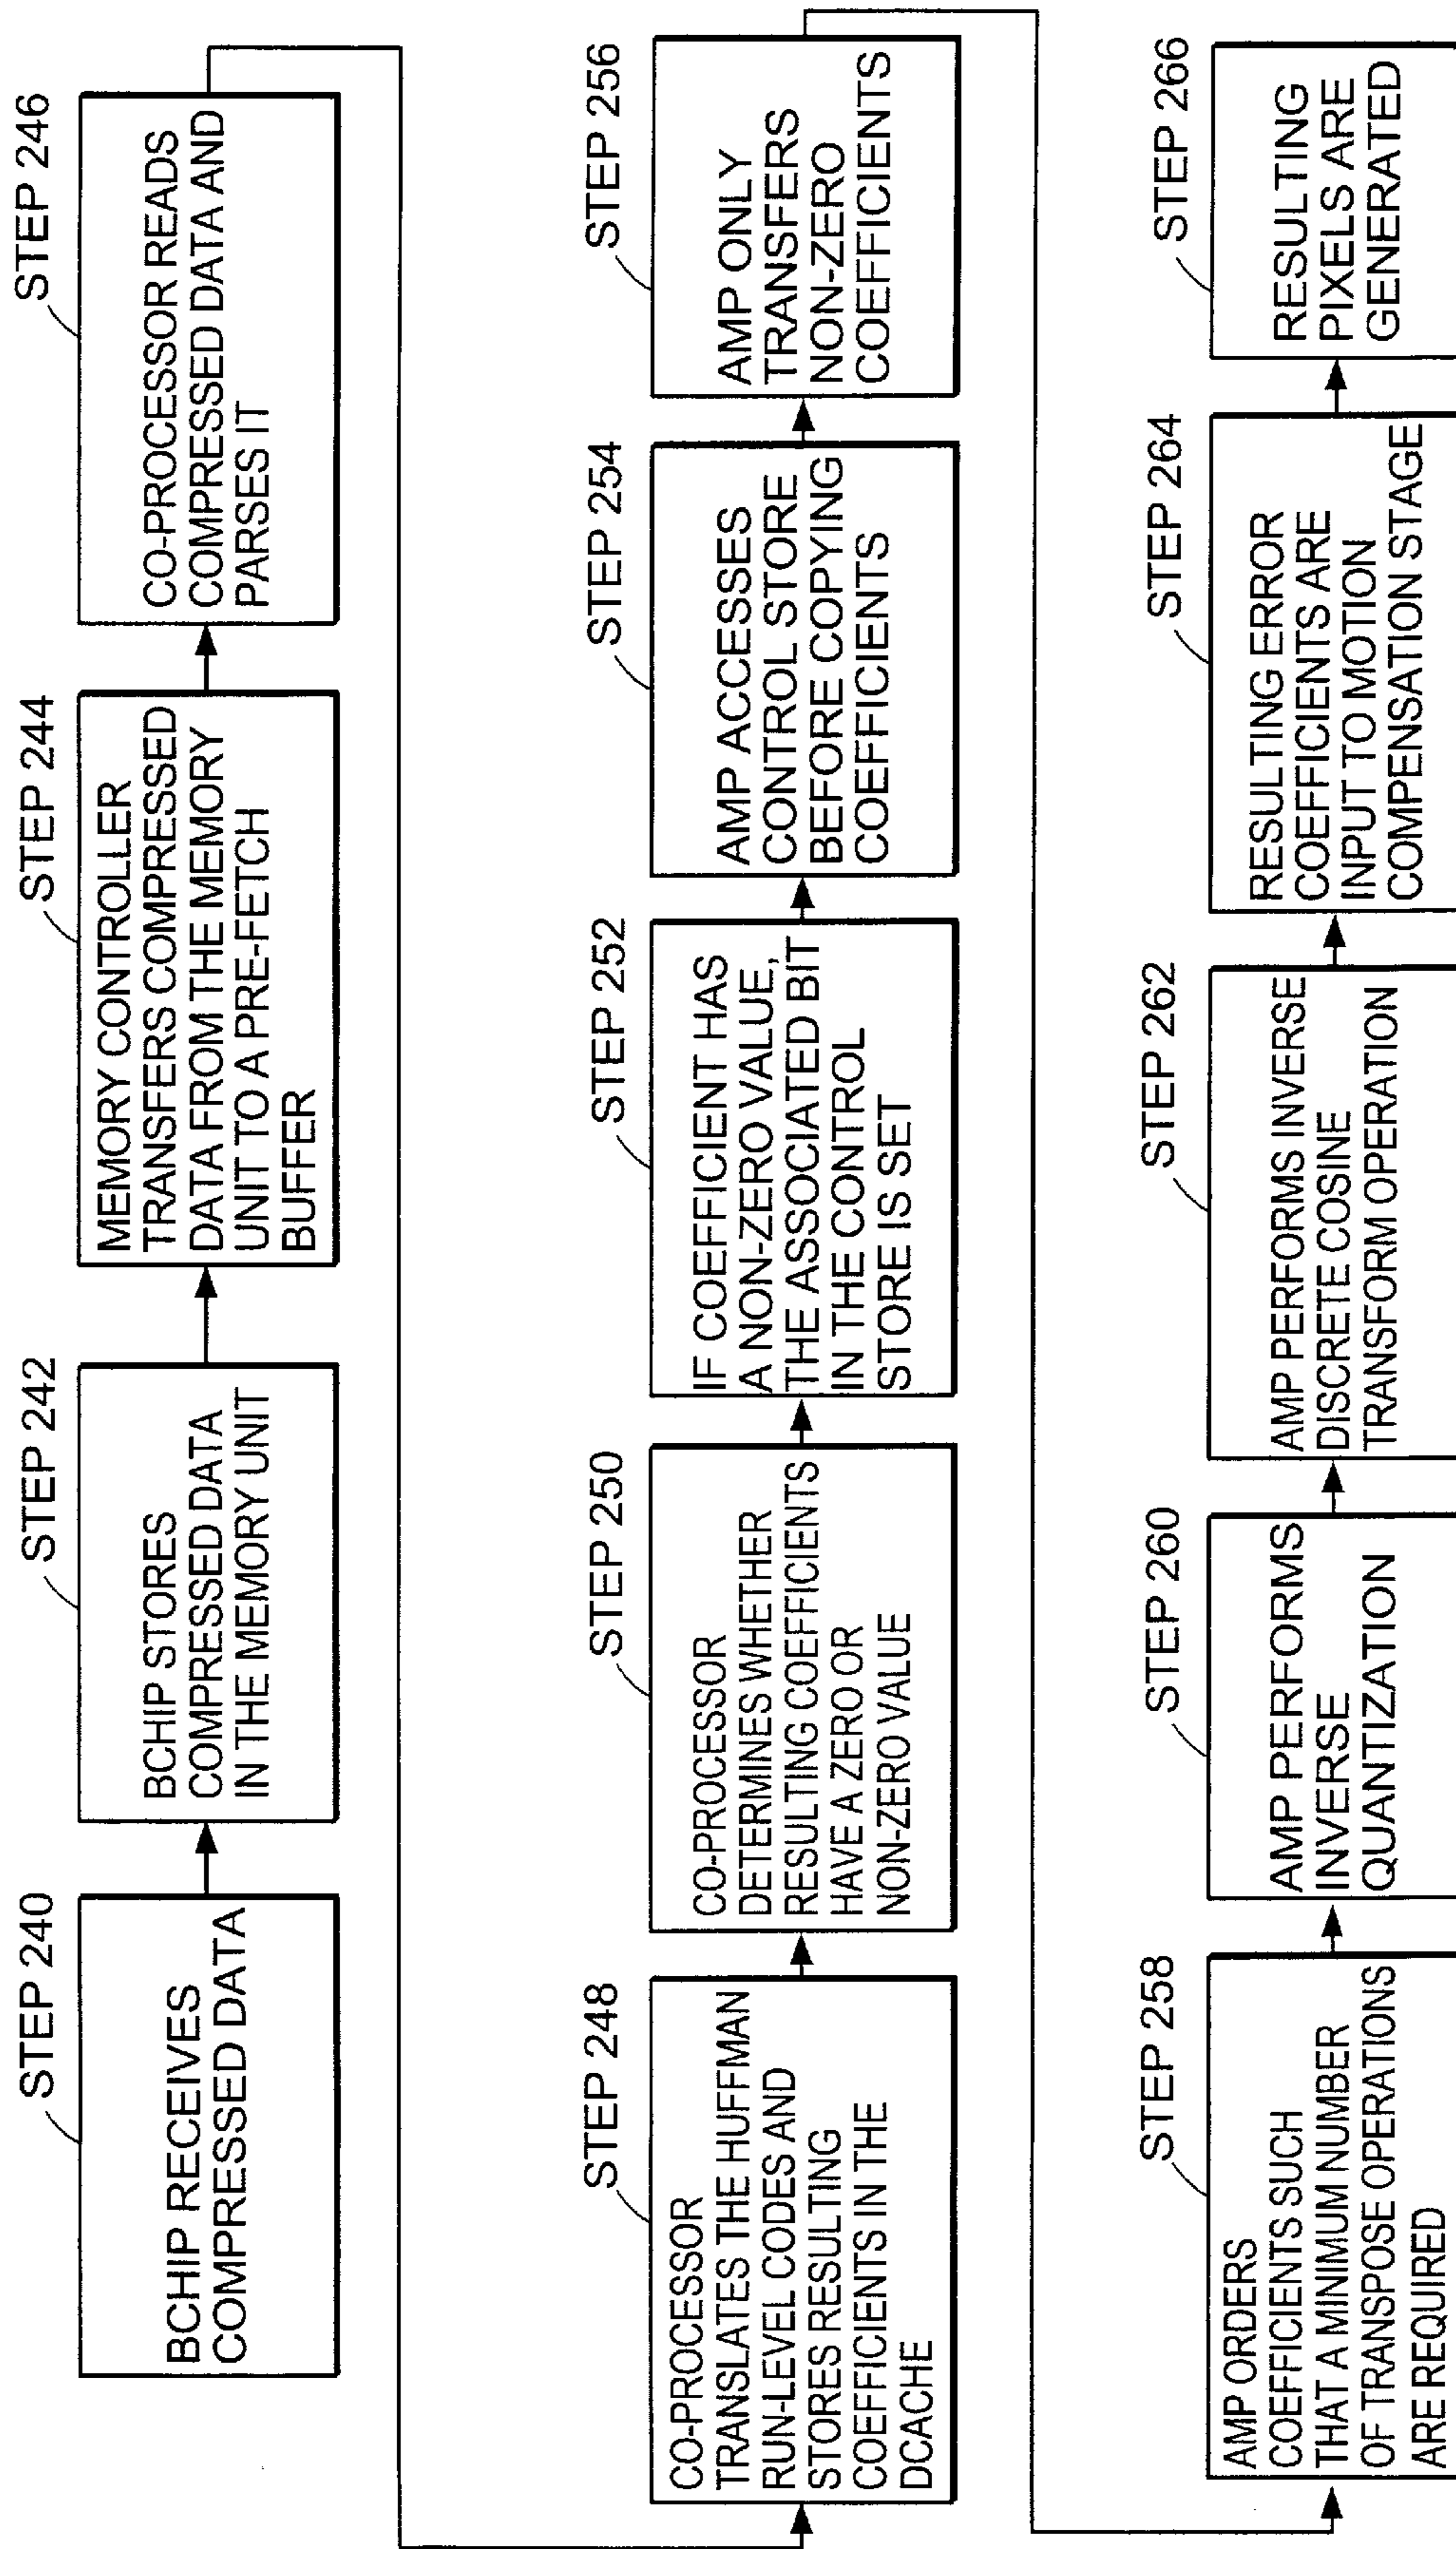 STEP 240
BCHIP RECEIVES
COMPRESSED DATA
STEP 242
BCHIP STORES
COMPRESSED DATA
IN THE MEMORY UNIT
STEP 244
MEMORY CONTROLLER
TRANSFERS COMPRESSED
DATA FROM THE MEMORY
UNIT TO A PRE-FETCH
BUFFER
STEP 246
CO-PROCESSOR READS
COMPRESSED DATA AND
PARSES IT
STEP 248
CO-PROCESSOR
TRANSLATES THE HUFFMAN
RUN-LEVEL CODES AND
STORES RESULTING
COEFFICIENTS IN THE
DCACHE
STEP 250
CO-PROCESSOR
DETERMINES WHETHER
RESULTING COEFFICIENTS
HAVE A ZERO OR
NON-ZERO VALUE
STEP 252
IF COEFFICIENT HAS
A NON-ZERO VALUE,
THE ASSOCIATED BIT
IN THE CONTROL
STORE IS SET
STEP 254
AMP ACCESSES
CONTROL STORE
BEFORE COPYING
COEFFICIENTS
STEP 256
AMP ONLY
TRANSFERS
NON-ZERO
COEFFICIENTS
STEP 258
AMP ORDERS
COEFFICIENTS SUCH
THAT A MINIMUM NUMBER
OF TRANSPOSE OPERATIONS
ARE REQUIRED
STEP 260
AMP PERFORMS
INVERSE
QUANTIZATION
STEP 262
AMP PERFORMS INVERSE
DISCRETE COSINE
TRANSFORM OPERATION
STEP 264
RESULTING ERROR
COEFFICIENTS ARE
INPUT TO MOTION
COMPENSATION STAGE
STEP 266
RESULTING
PIXELS ARE
GENERATED